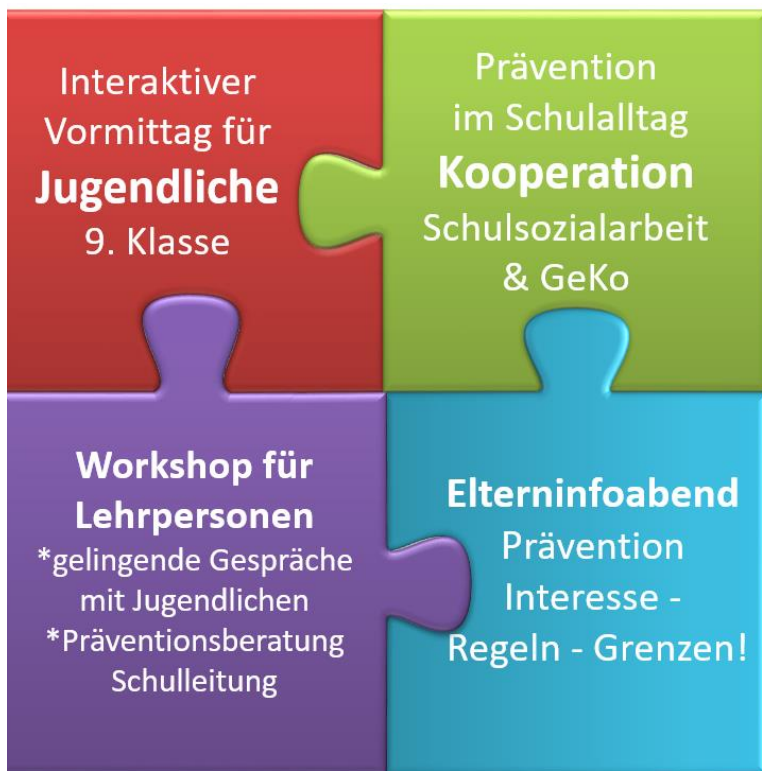 Interaktiver
Vormittag für
Jugendliche
9. Klasse
Prävention
im Schulalltag
Kooperation
Schulsozialarbeit
& GeKo
Workshop für
Lehrpersonen
*gelingende Gespräche
mit Jugendlichen
*Präventionsberatung
Schulleitung
Elterninfoabend
Prävention
Interesse -
Regeln - Grenzen!